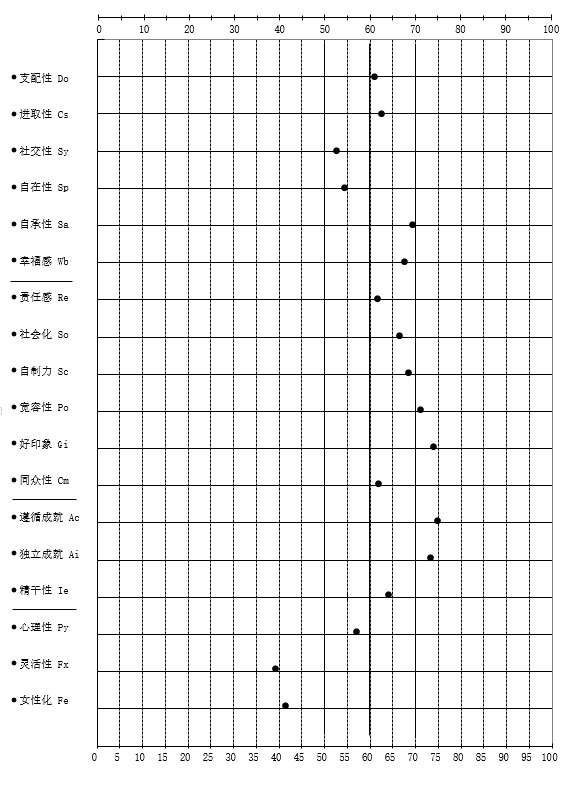 0 10 20 30 40 50 60 70 80 90 100
●支配性 Do
●进取性 Cs
●社交性 Sy
●自在性 Sp
●自承性 Sa
●幸福感 Wb
●责任感 Re
●社会化 So
●自制力 Sc
●宽容性 Po
●好印象 Gi
●同众性 Cm
●遵循成就 Ac
●独立成就 Ai
●精干性 Ie
●心理性 Py
●灵活性 Fx
●女性化 Fe
0 5 10 15 20 25 30 35 40 45 50 55 60 65 70 75 80 85 90 95 100